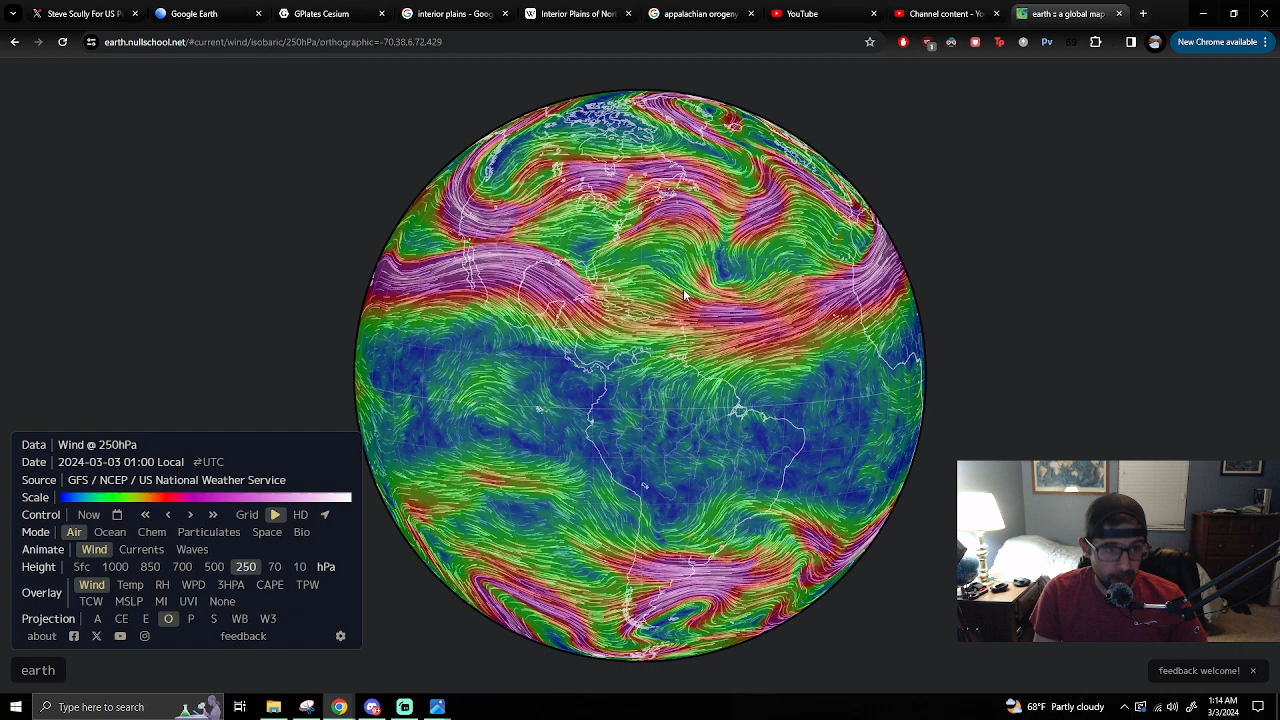 Steve Scully For US P
Google Earth
GPlates Cesium
interior plains - Goog
Interior Plains of Nort
appalachian orogeny
YouTube
Channel content - Yo
earth :: a global map
earth.nullschool.net/#current/wind/isobaric/250hPa/orthographic=-70.38,6.72,429
1
Tp
Pv
69
New Chrome available
Data | Wind @ 250hPa
Date | 2024-03-03 01:00 Local ⇄UTC
Source | GFS / NCEP / US National Weather Service
Scale
Control | Now Grid HD
Mode | Air Ocean Chem Particulates Space Bio
Animate | Wind Currents Waves
Height | Sfc 1000 850 700 500 250 70 10 hPa
Overlay | Wind Temp RH WPD 3HPA CAPE TPW
TCW MSLP MI UVI None
Projection | A CE E O P S WB W3
about feedback
earth
feedback welcome! ×
Type here to search
68°F Partly cloudy
1:14 AM
3/3/2024